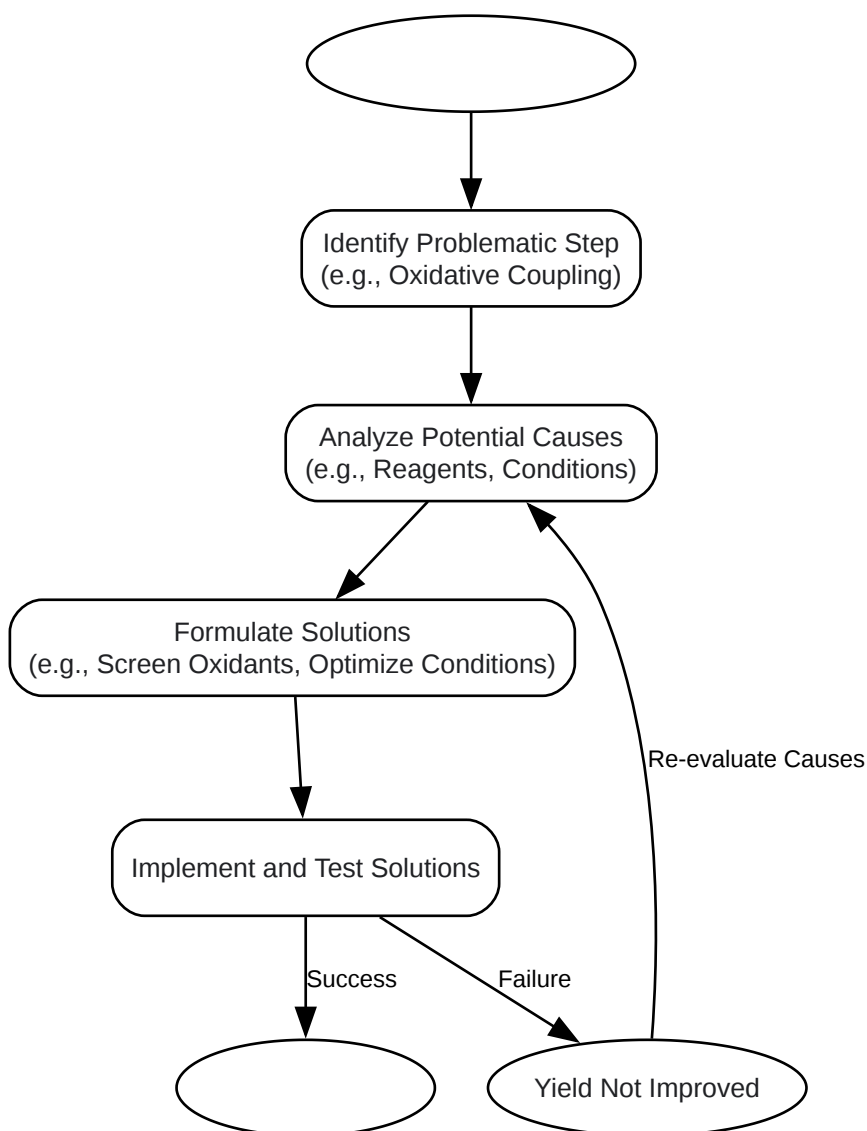 Identify Problematic Step
(e.g., Oxidative Coupling)
Analyze Potential Causes
(e.g., Reagents, Conditions)
Formulate Solutions
(e.g., Screen Oxidants, Optimize Conditions)
Re-evaluate Causes
Implement and Test Solutions
Success
Failure
Yield Not Improved